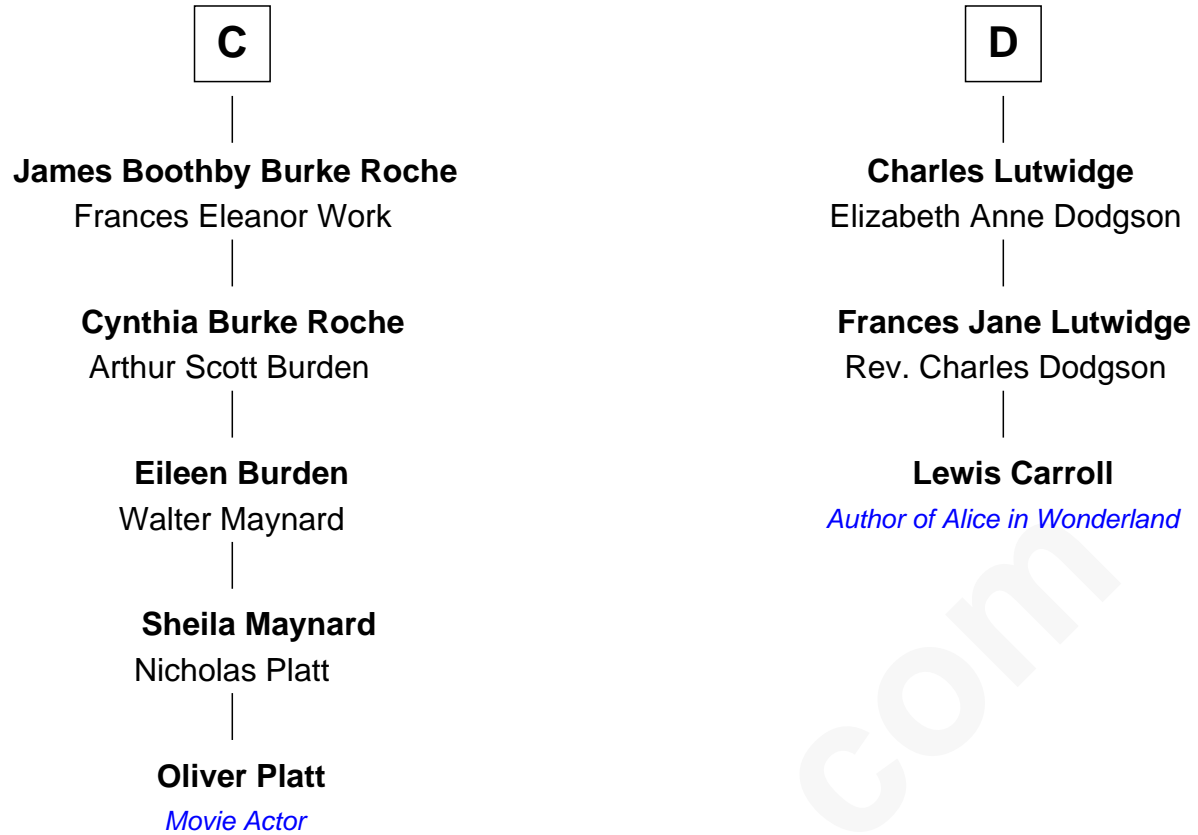 C
James Boothby Burke Roche
Frances Eleanor Work
Cynthia Burke Roche
Arthur Scott Burden
Eileen Burden
Walter Maynard
Sheila Maynard
Nicholas Platt
Oliver Platt
Movie Actor
D
Charles Lutwidge
Elizabeth Anne Dodgson
Frances Jane Lutwidge
Rev. Charles Dodgson
Lewis Carroll
Author of Alice in Wonderland
com